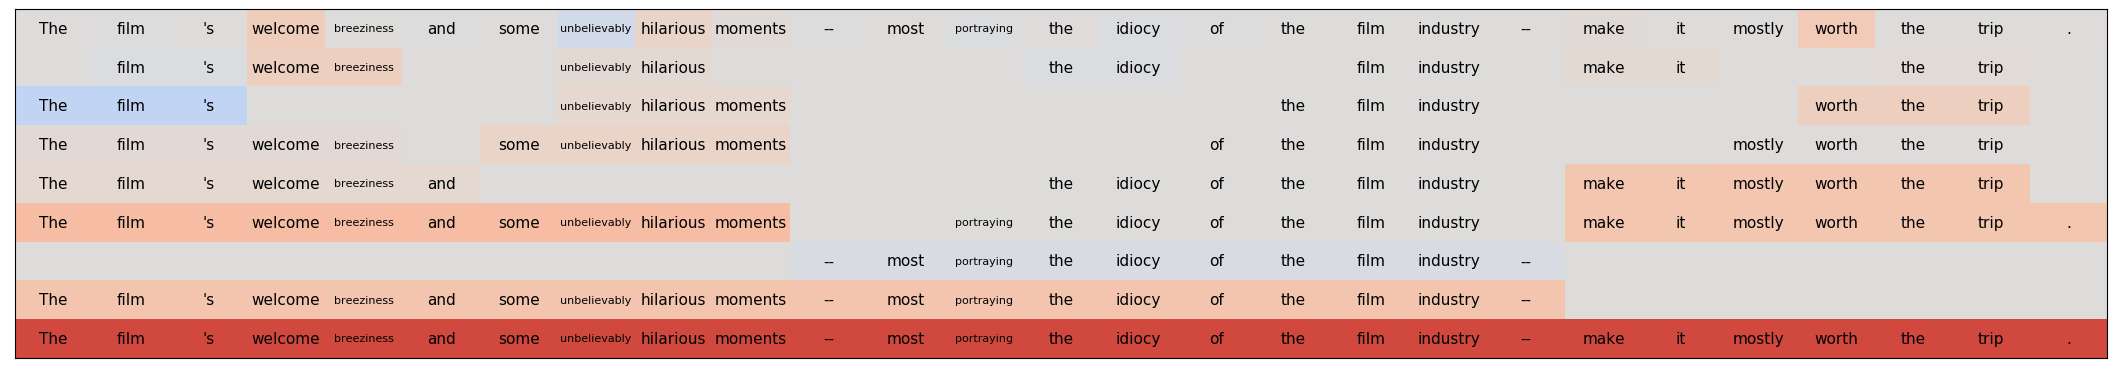 The film 's welcome breeziness and some unbelievably hilarious moments -- most portraying the idiocy of the film industry -- make it mostly worth the trip .
film 's welcome breeziness unbelievably hilarious the idiocy film industry make it the trip
The film 's unbelievably hilarious moments the film industry worth the trip
The film 's welcome breeziness some unbelievably hilarious moments of the film industry mostly worth the trip
The film 's welcome breeziness and the idiocy of the film industry make it mostly worth the trip
The film 's welcome breeziness and some unbelievably hilarious moments portraying the idiocy of the film industry make it mostly worth the trip .
-- most portraying the idiocy of the film industry --
The film 's welcome breeziness and some unbelievably hilarious moments -- most portraying the idiocy of the film industry --
The film 's welcome breeziness and some unbelievably hilarious moments -- most portraying the idiocy of the film industry -- make it mostly worth the trip .